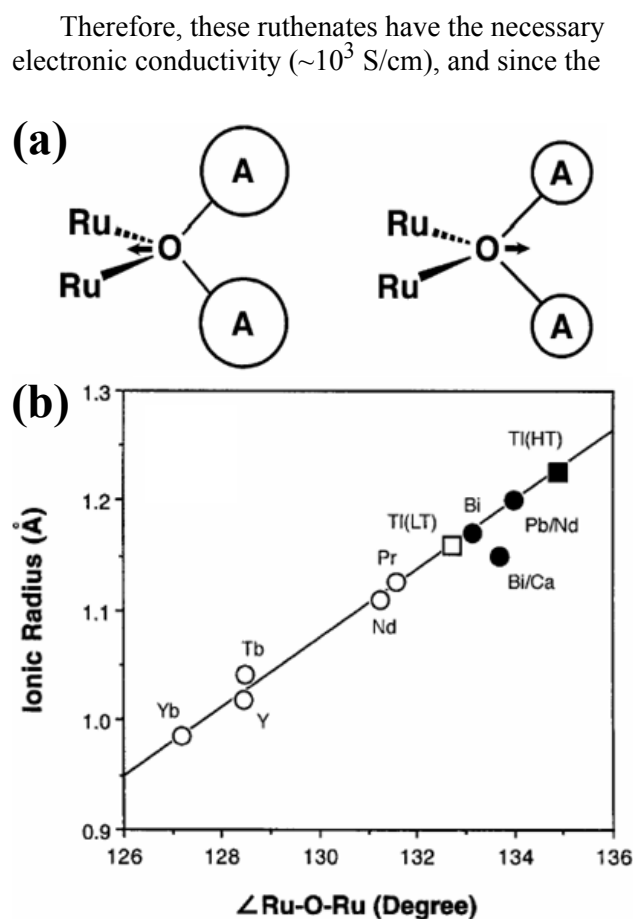 Therefore, these ruthenates have the necessary
electronic conductivity (~10³ S/cm), and since the
(a)
A A
Ru O Ru O
Ru Ru
A A
(b)
1.3
Tl(HT)
1.2
Bi
Tl(LT)
Pb/Nd
Pr
Bi/Ca
1.1
Nd
Tb
Yb
Y
1.0
0.9
Ionic Radius (Å)
126 128 130 132 134 136
∠Ru-O-Ru (Degree)